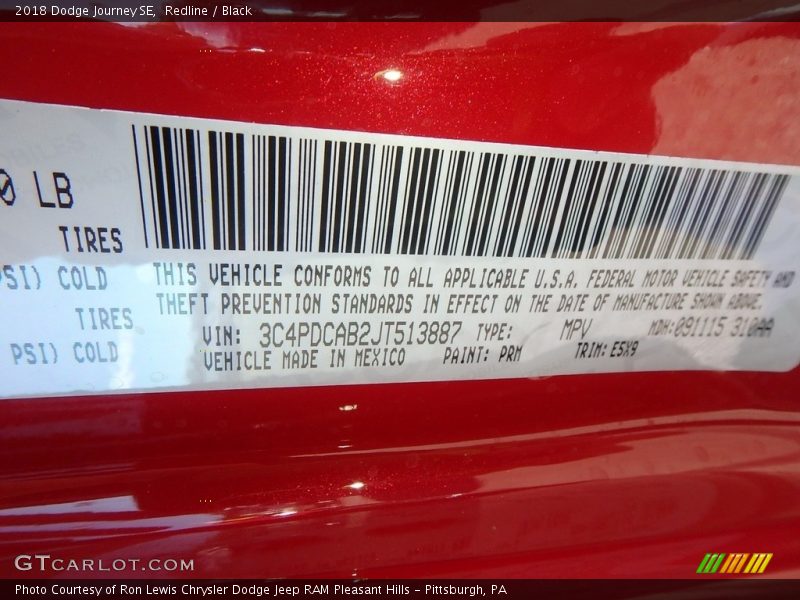 2018 Dodge Journey SE, Redline / Black
0 LB
TIRES
PSI) COLD
TIRES
PSI) COLD
THIS VEHICLE CONFORMS TO ALL APPLICABLE U.S.A. FEDERAL MOTOR VEHICLE SAFETY AND
THEFT PREVENTION STANDARDS IN EFFECT ON THE DATE OF MANUFACTURE SHOWN ABOVE.
VIN: 3C4PDCAB2JT513887 TYPE: MPV MDH:091115 310AA
VEHICLE MADE IN MEXICO PAINT: PRM TRIM: E5X9
GTCARLOT.COM
Photo Courtesy of Ron Lewis Chrysler Dodge Jeep RAM Pleasant Hills - Pittsburgh, PA